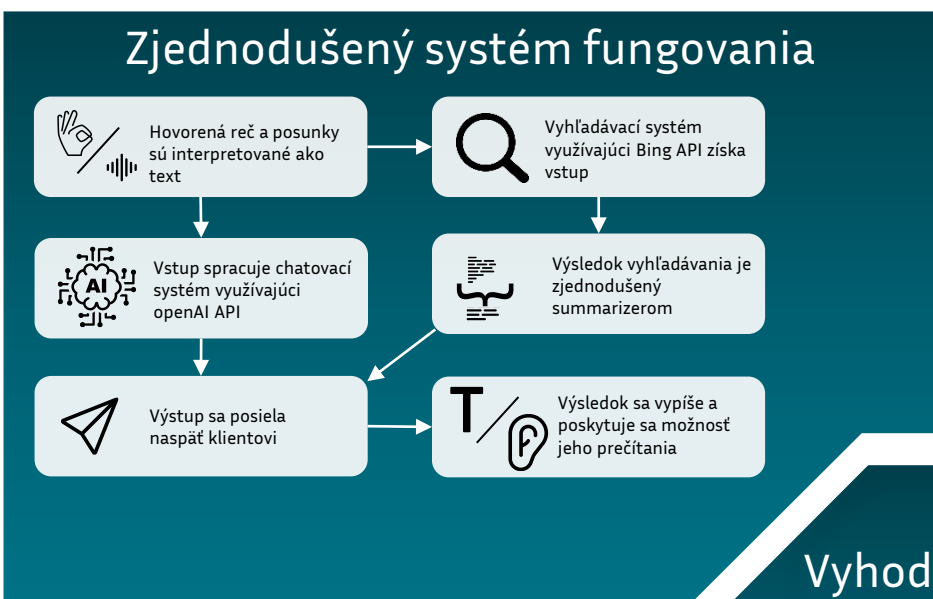 Zjednodušený systém fungovania
Hovorená reč a posunky
sú interpretované ako
text
Vyhľadávací systém
využívajúci Bing API získa
vstup
AI
Vstup spracuje chatovací
systém využívajúci
openAI API
Výsledok vyhľadávania je
zjednodušený
summarizerom
Výstup sa posiela
naspäť klientovi
T
Výsledok sa vypíše a
poskytuje sa možnosť
jeho prečítania
Vyhod